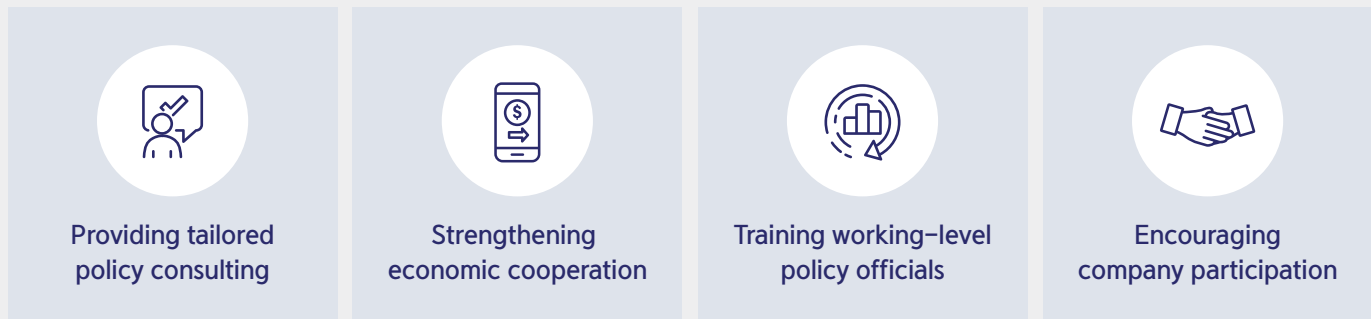 $
Providing tailored
policy consulting
Strengthening
economic cooperation
Training working-level
policy officials
Encouraging
company participation